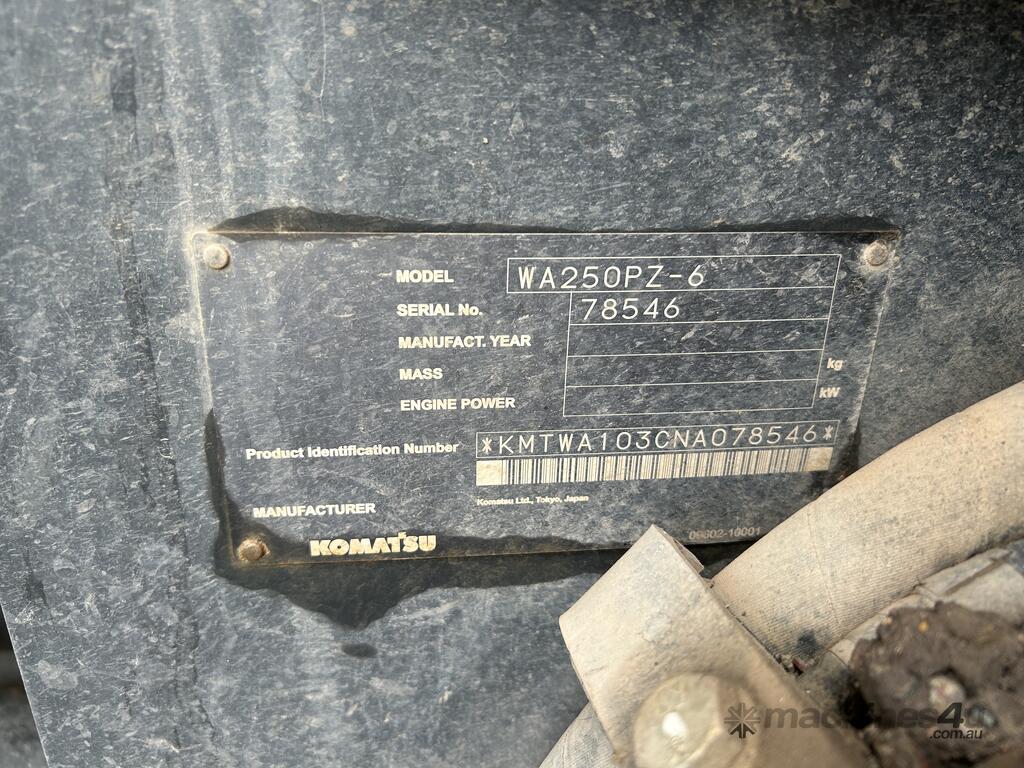 MODEL WA250PZ-6
SERIAL No. 78546
MANUFACT. YEAR
MASS kg
ENGINE POWER kW
Product Identification Number *KMTWA103CNA078546*
Komatsu Ltd., Tokyo, Japan
MANUFACTURER
KOMATSU
machines4u
.com.au